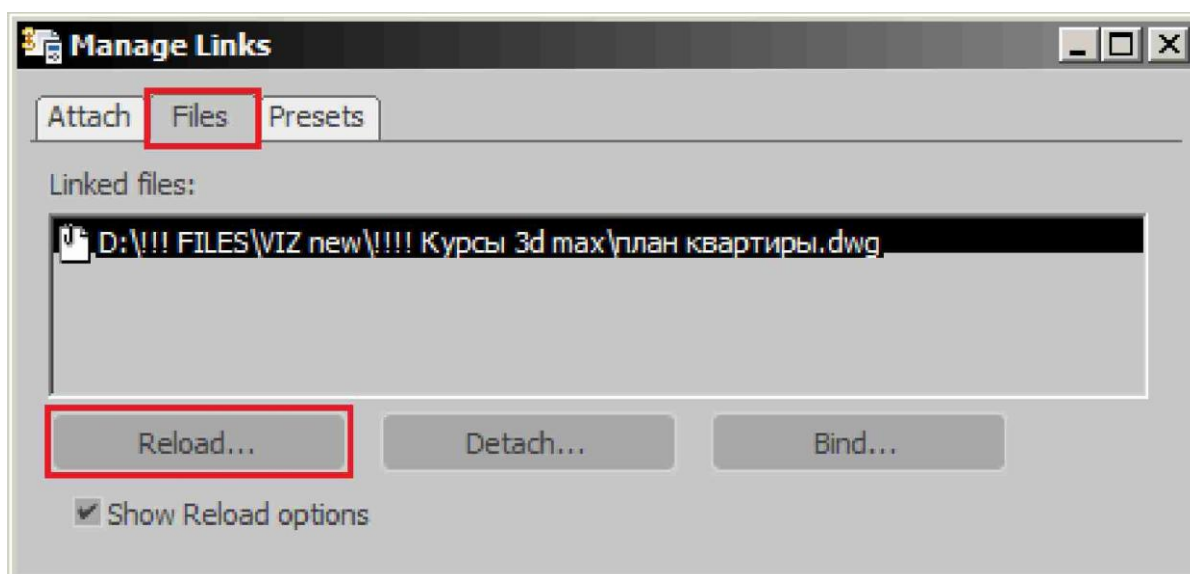 Manage Links
Attach Files Presets
Linked files:
D:\!!! FILES\VIZ new\!!!! Курсы 3d max\план квартиры.dwg
Reload... Detach... Bind...
Show Reload options